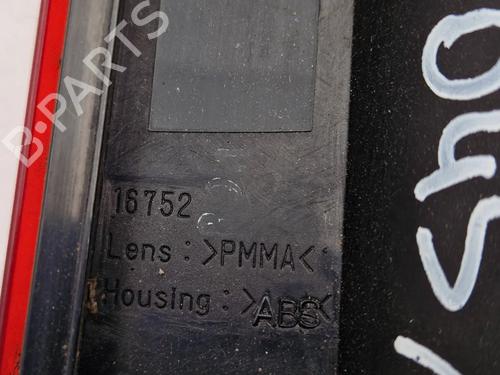 B-PARTS
16752
Lens : >PMMA<
Housing : >ABS<